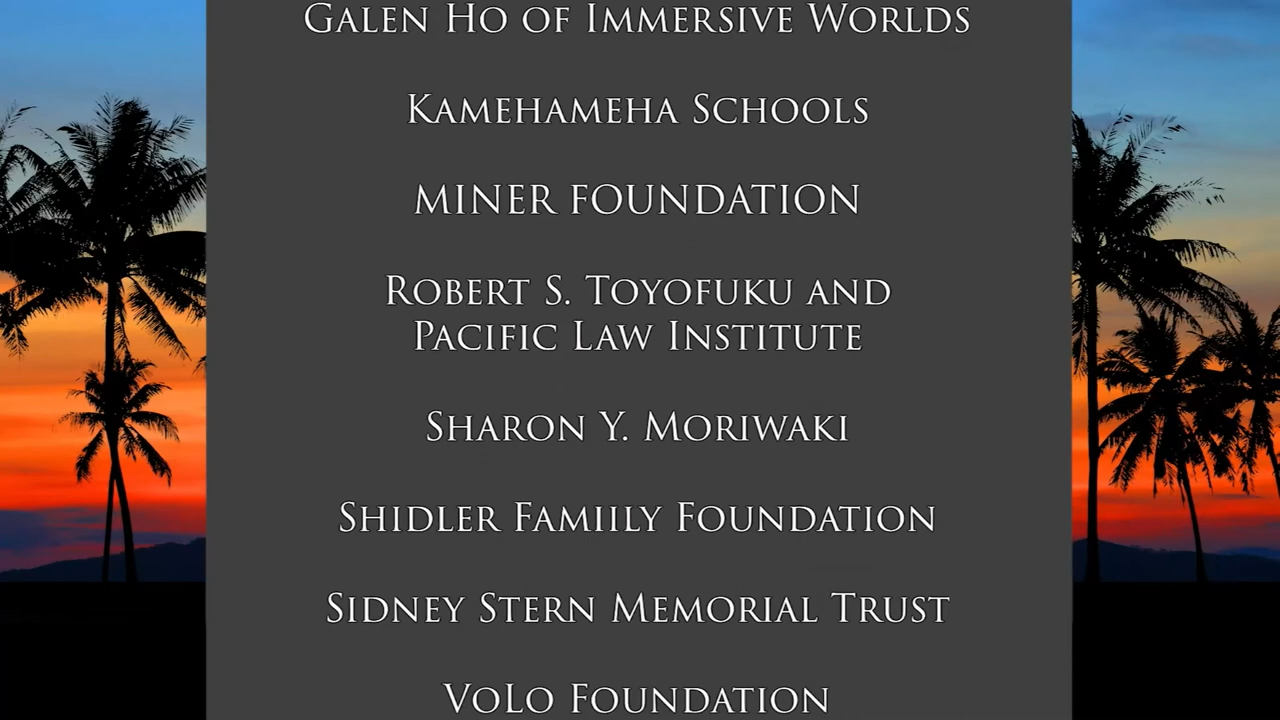 Galen Ho of Immersive Worlds
Kamehameha Schools
MINER FOUNDATION
Robert S. Toyofuku and
Pacific Law Institute
Sharon Y. Moriwaki
Shidler Famiily Foundation
Sidney Stern Memorial Trust
VoLo Foundation